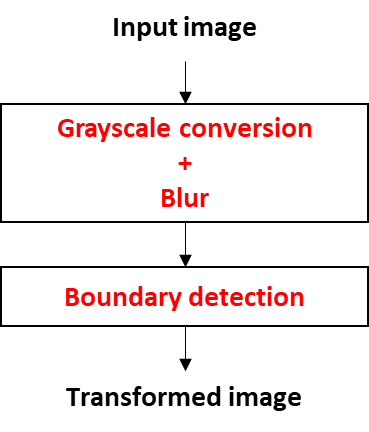 Input image
Grayscale conversion
+
Blur
Boundary detection
Transformed image